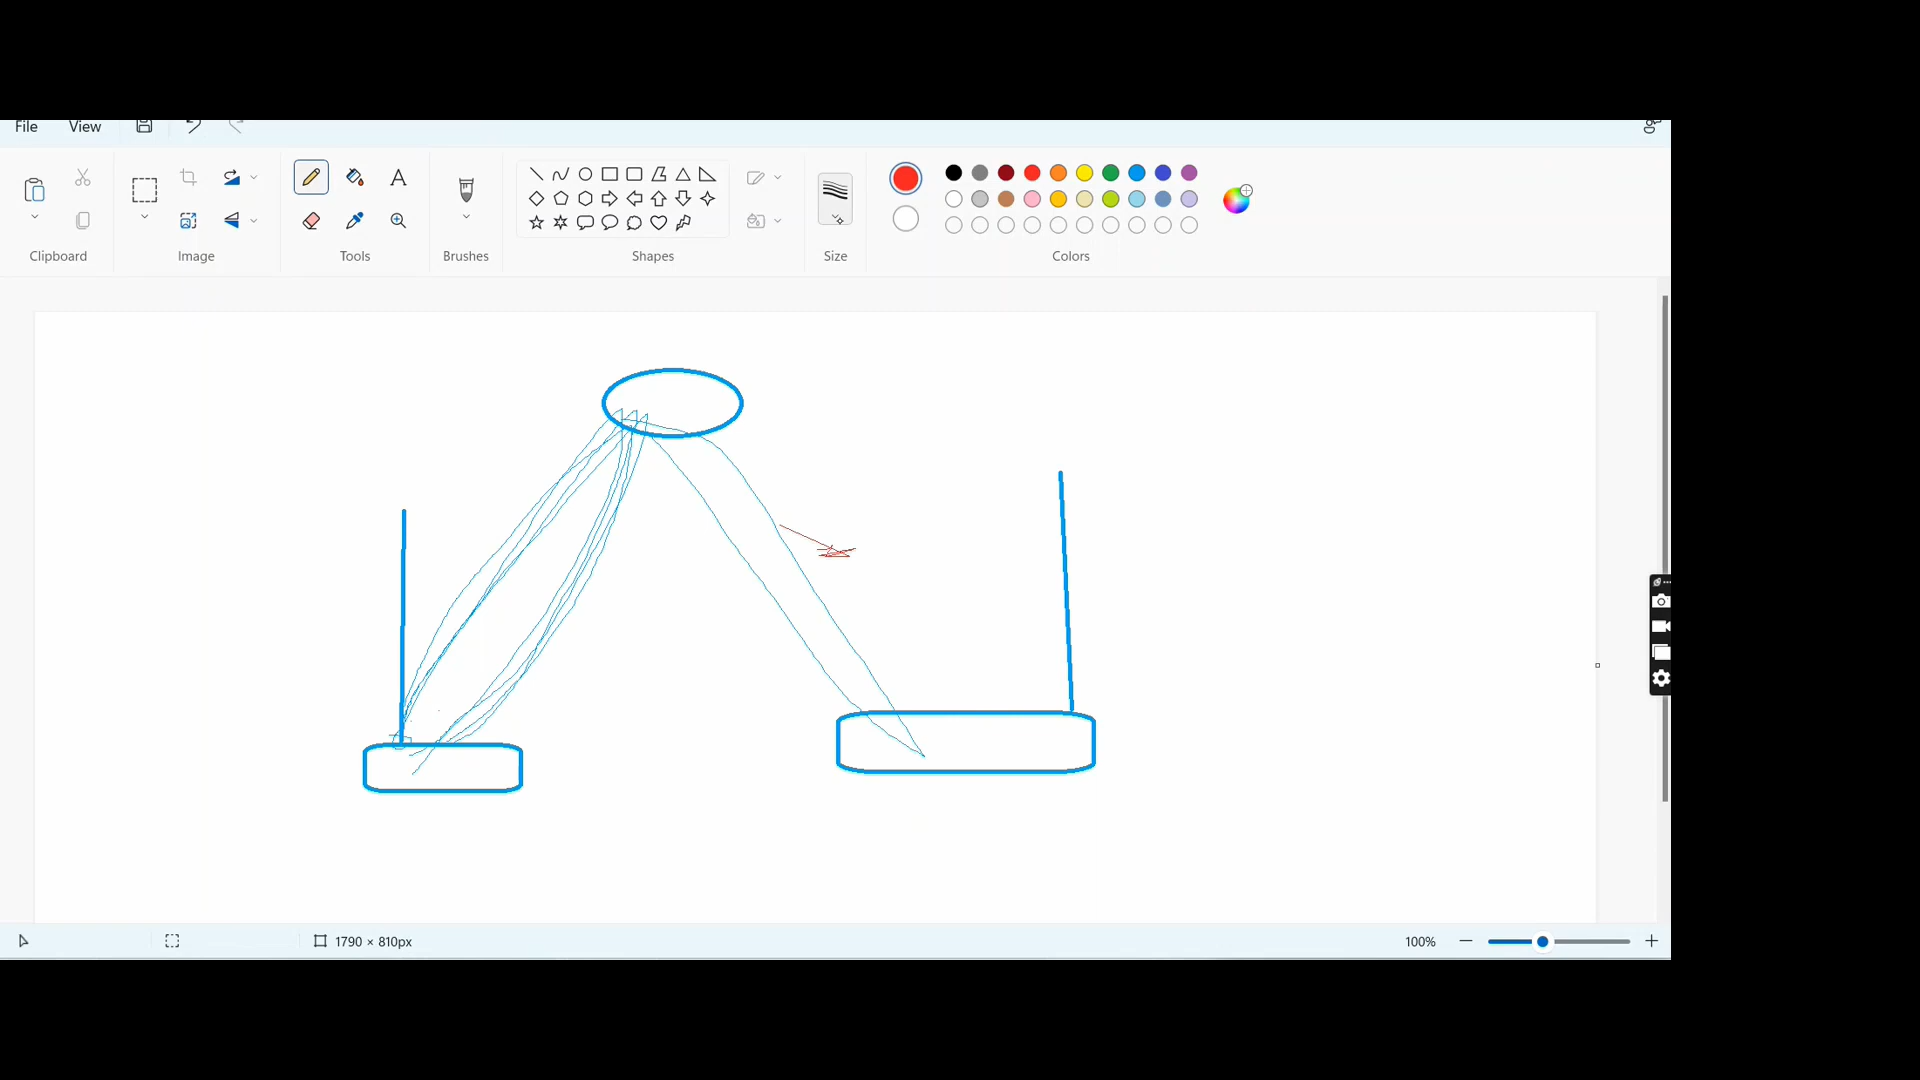 File View
Clipboard Image Tools Brushes Shapes Size Colors
1790 × 810px 100%